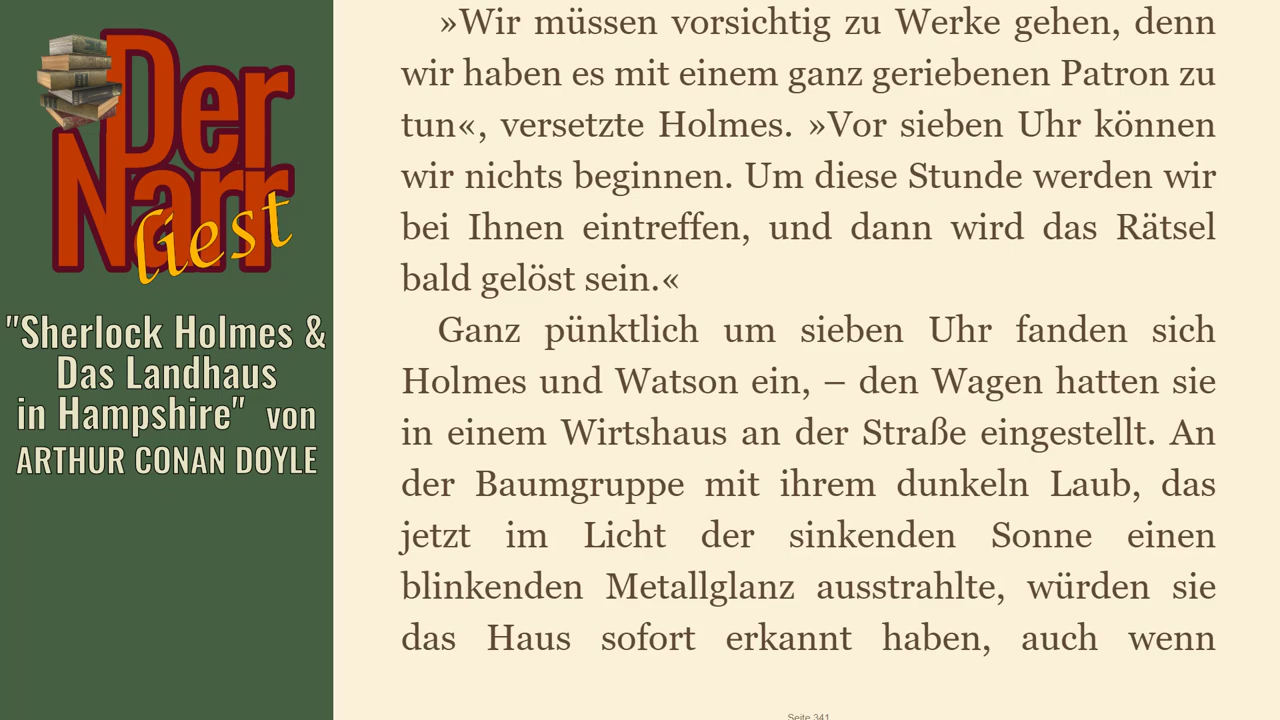 Der
Narr
liest
"Sherlock Holmes &
Das Landhaus
in Hampshire" von
ARTHUR CONAN DOYLE
»Wir müssen vorsichtig zu Werke gehen, denn
wir haben es mit einem ganz geriebenen Patron zu
tun«, versetzte Holmes. »Vor sieben Uhr können
wir nichts beginnen. Um diese Stunde werden wir
bei Ihnen eintreffen, und dann wird das Rätsel
bald gelöst sein.«
Ganz pünktlich um sieben Uhr fanden sich
Holmes und Watson ein, – den Wagen hatten sie
in einem Wirtshaus an der Straße eingestellt. An
der Baumgruppe mit ihrem dunkeln Laub, das
jetzt im Licht der sinkenden Sonne einen
blinkenden Metallglanz ausstrahlte, würden sie
das Haus sofort erkannt haben, auch wenn
Seite 341